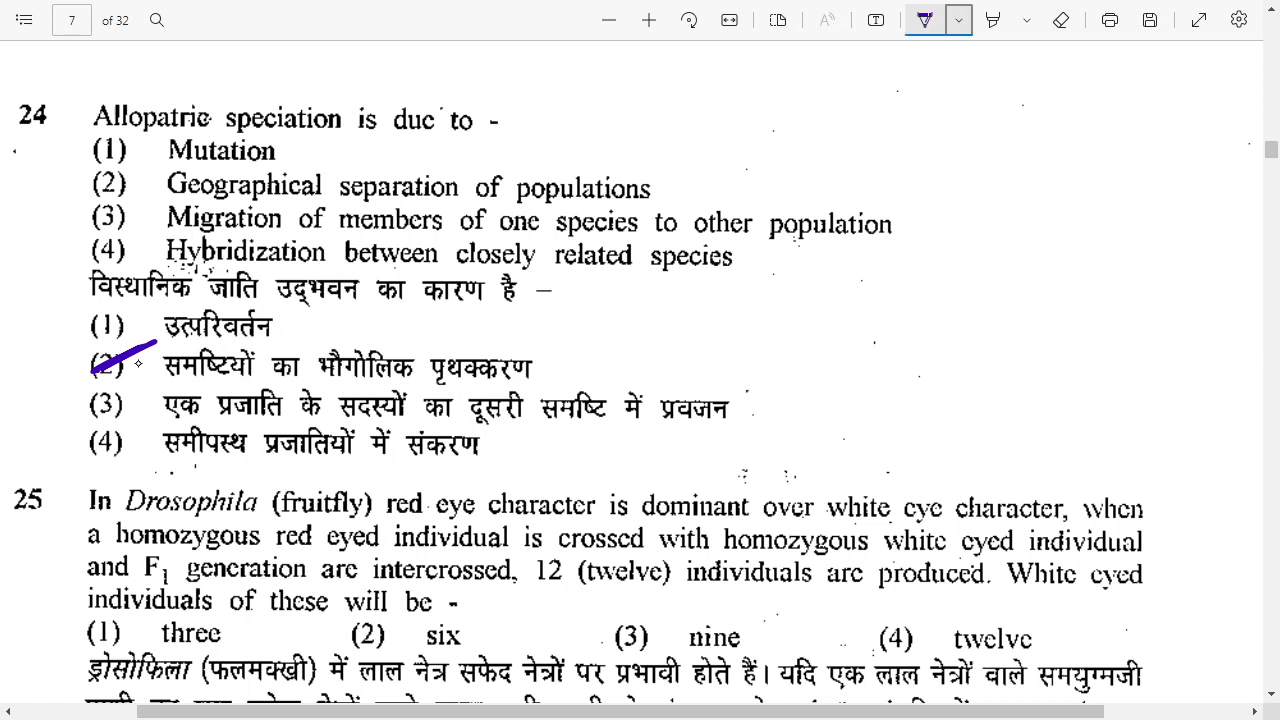 7 of 32
24 Allopatric speciation is due to -
(1) Mutation
(2) Geographical separation of populations
(3) Migration of members of one species to other population
(4) Hybridization between closely related species
विस्थानिक जाति उद्भवन का कारण है –
(1) उत्परिवर्तन
(2) समष्टियों का भौगोलिक पृथक्करण
(3) एक प्रजाति के सदस्यों का दूसरी समष्टि में प्रवजन
(4) समीपस्थ प्रजातियों में संकरण
25 In Drosophila (fruitfly) red eye character is dominant over white eye character, when
a homozygous red eyed individual is crossed with homozygous white eyed individual
and F1 generation are intercrossed, 12 (twelve) individuals are produced. White eyed
individuals of these will be -
(1) three (2) six (3) nine (4) twelve
ड्रोसोफिला (फलमक्खी) में लाल नेत्र सफेद नेत्रों पर प्रभावी होते हैं। यदि एक लाल नेत्रों वाले समयुग्मजी